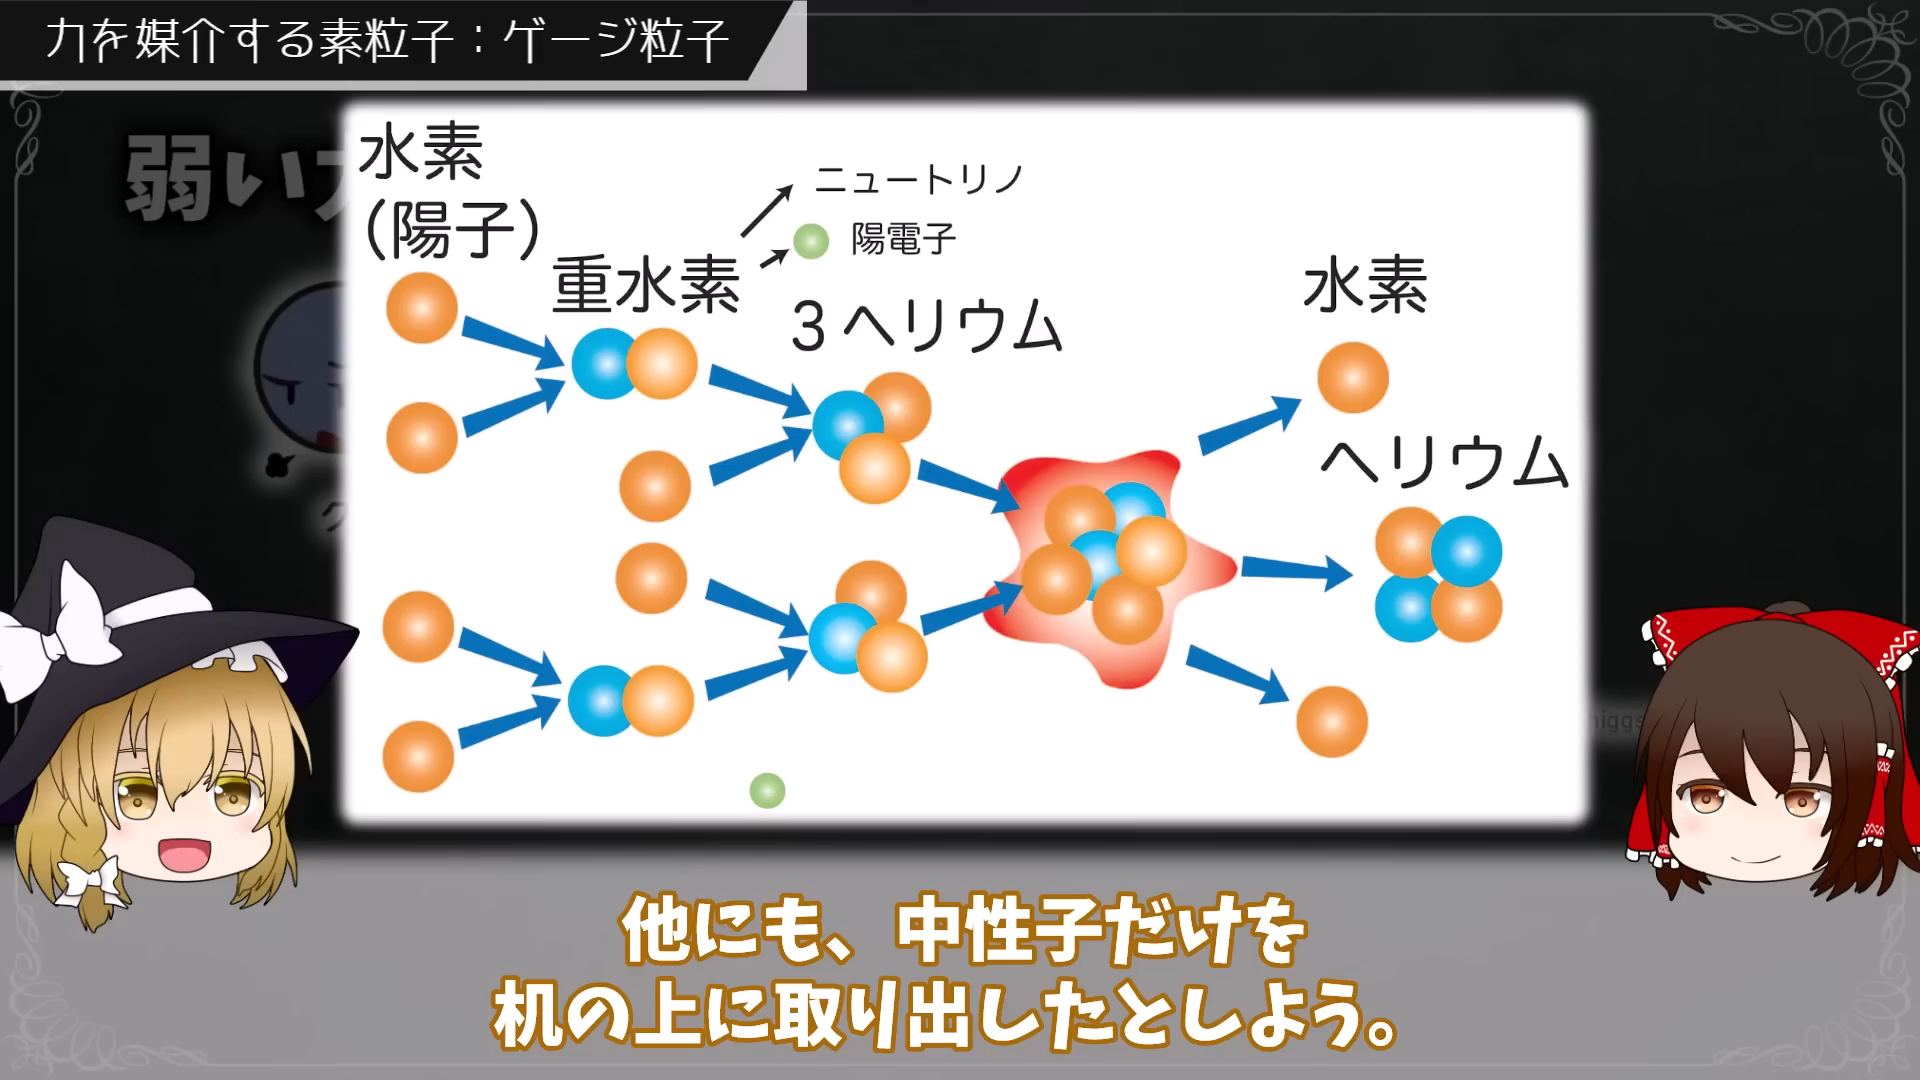 力を媒介する素粒子：ゲージ粒子
弱い
水素
（陽子）
ニュートリノ
陽電子
重水素
３ヘリウム
水素
ヘリウム
higgs
他にも、中性子だけを
机の上に取り出したとしよう。